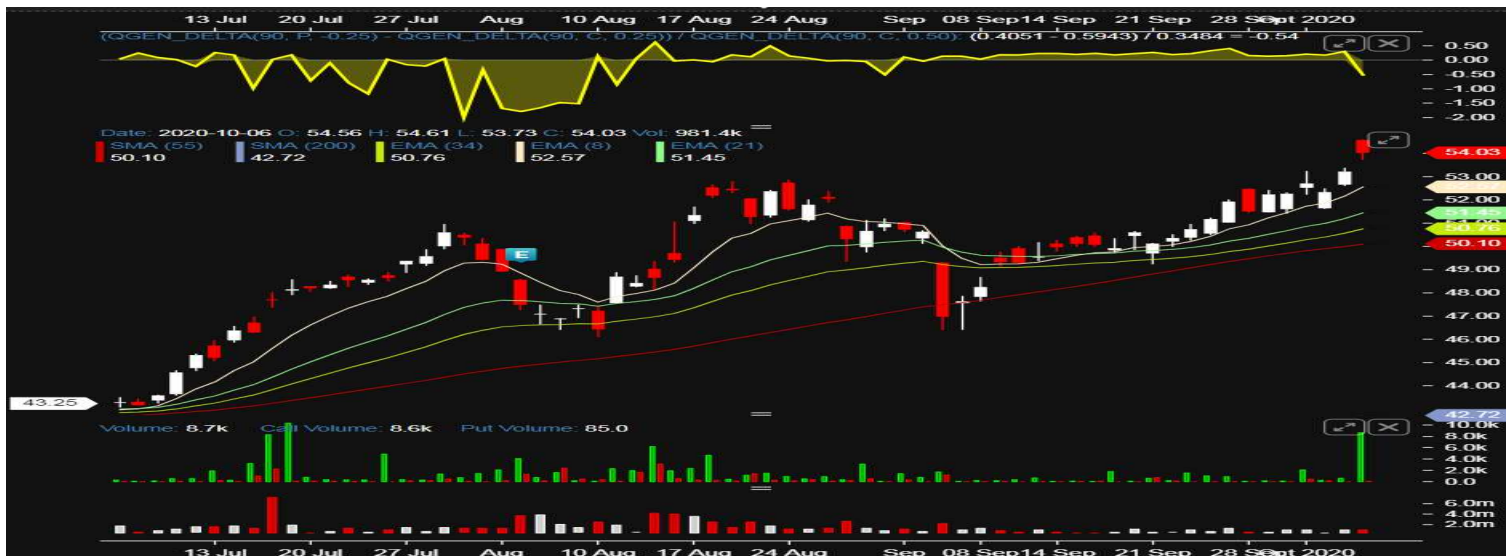 13 Jul 20 Jul 27 Jul Aug 10 Aug 17 Aug 24 Aug Sep 08 Sep 14 Sep 21 Sep 28 Sep Oct 2020
(QGEN_DELTA(90, P, -0.25) - QGEN_DELTA(90, C, 0.25)) / QGEN_DELTA(90, C, 0.50): (0.4051 - 0.5943) / 0.3484 = -0.54
0.50
0.00
-0.50
-1.00
-1.50
-2.00
Date: 2020-10-06 O: 54.56 H: 54.61 L: 53.73 C: 54.03 Vol: 981.4k
SMA (55) SMA (200) EMA (34) EMA (8) EMA (21)
50.10 42.72 50.76 52.57 51.45
54.03
53.00
52.57
52.00
51.45
51.00
50.76
50.10
49.00
48.00
47.00
46.00
45.00
44.00
43.25
42.72
E
Volume: 8.7k Call Volume: 8.6k Put Volume: 85.0
10.0k
8.0k
6.0k
4.0k
2.0k
0.0
6.0m
4.0m
2.0m
13 Jul 20 Jul 27 Jul Aug 10 Aug 17 Aug 24 Aug Sep 08 Sep 14 Sep 21 Sep 28 Sep Oct 2020